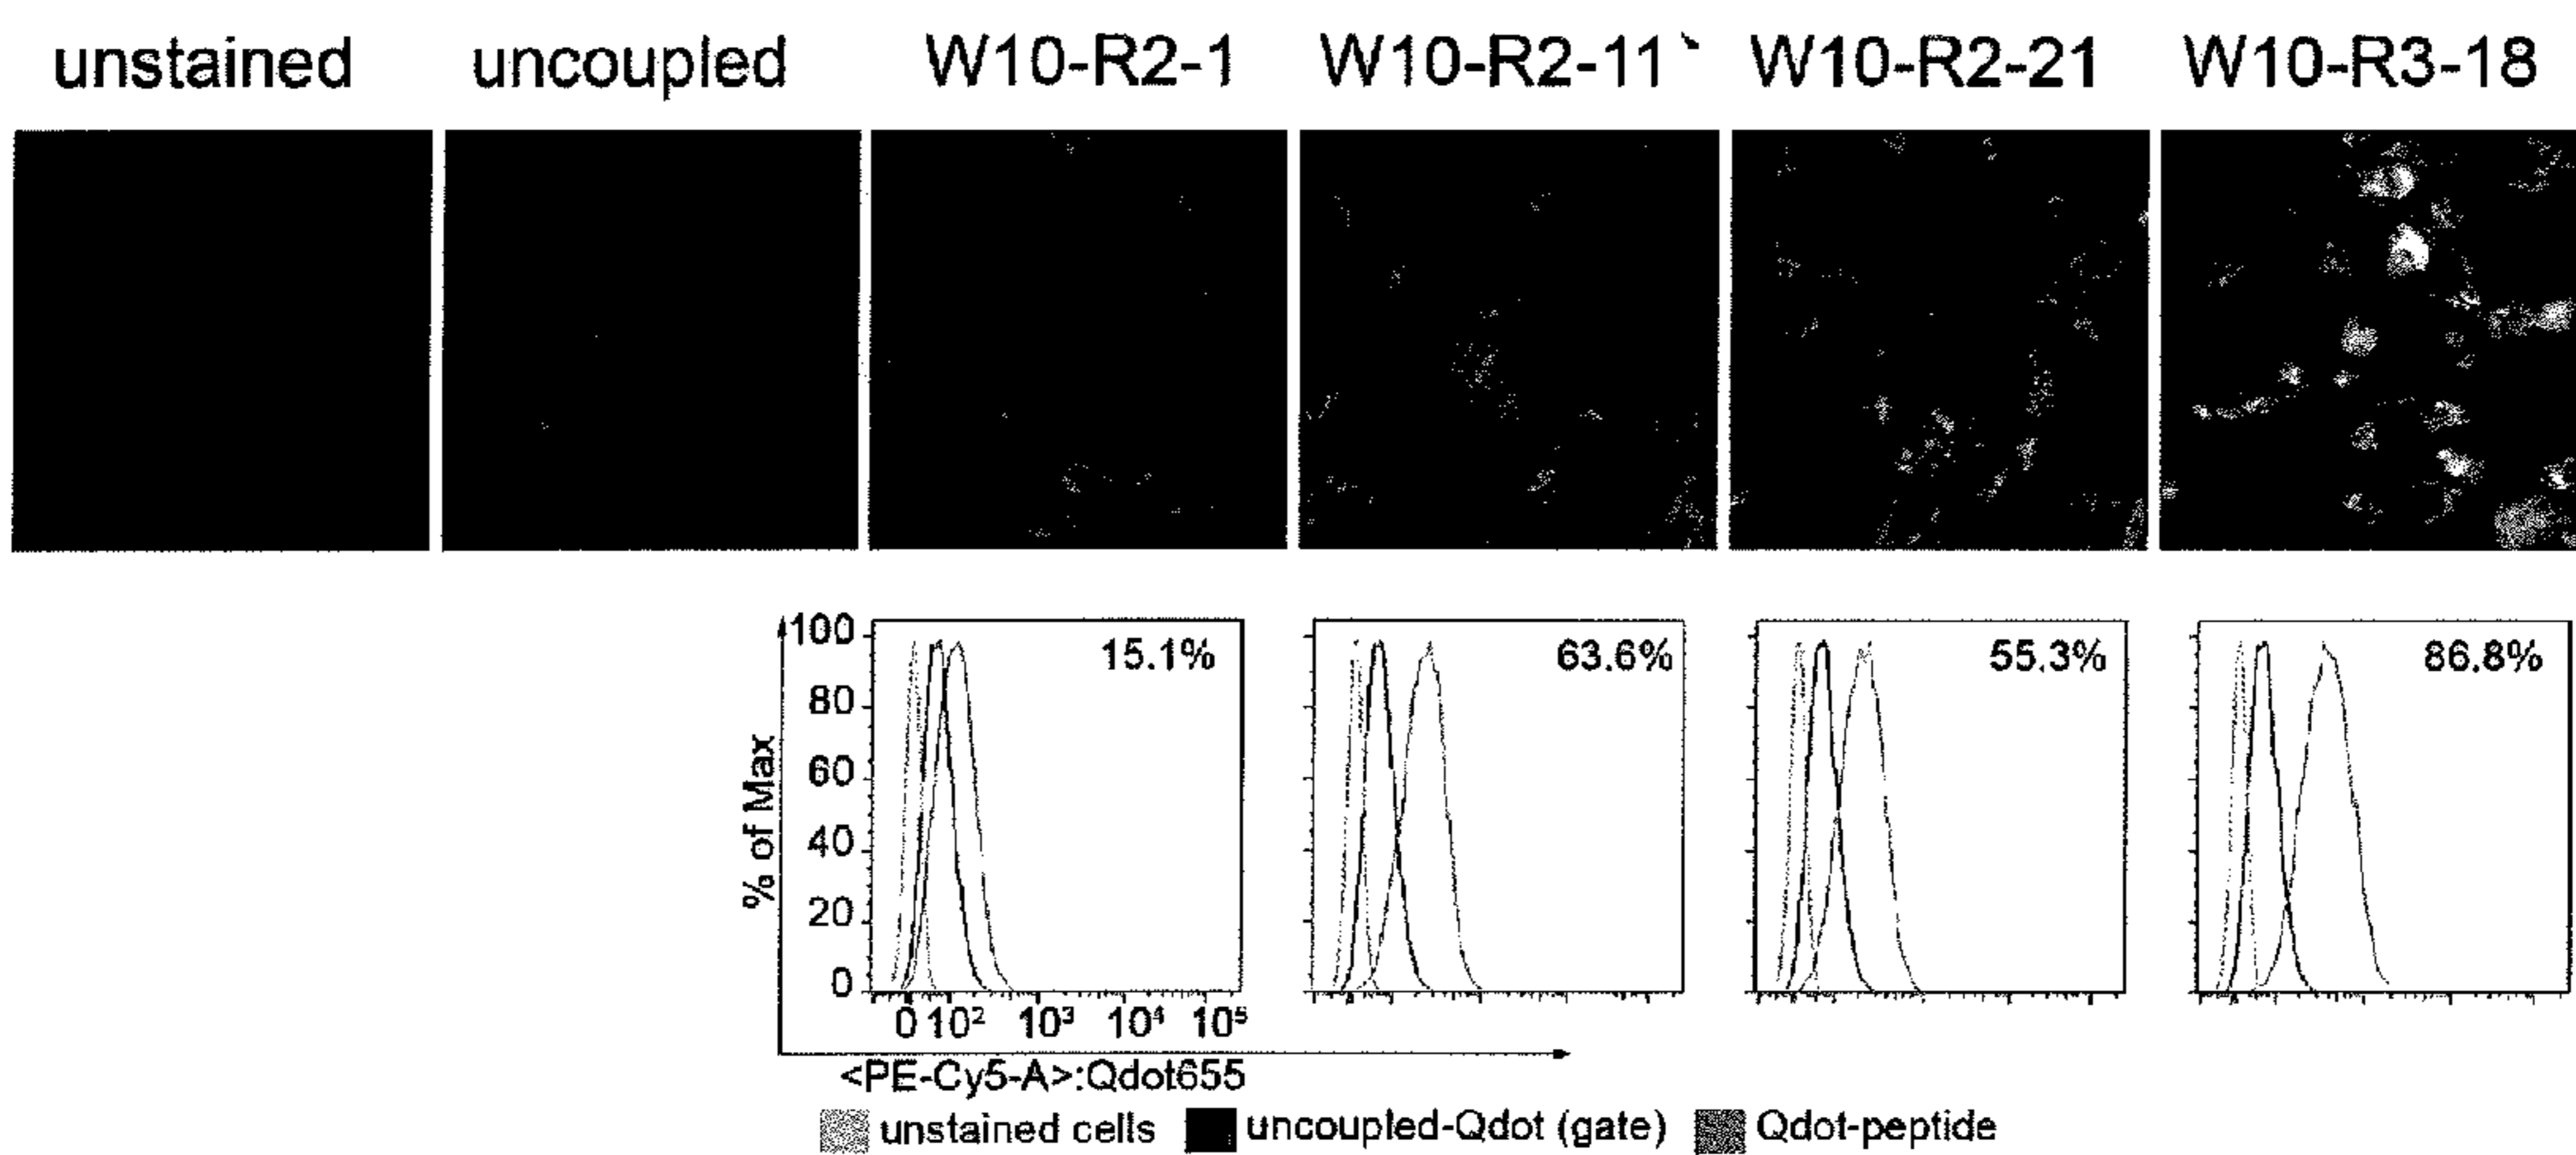 unstained uncoupled W10-R2-1 W10-R2-11 W10-R2-21 W10-R3-18
% of Max
100
80
60
40
20
0
15.1% 63.6% 55.3% 86.8%
0 10² 10³ 10⁴ 10⁵
<PE-Cy5-A>:Qdot655
unstained cells uncoupled-Qdot (gate) Qdot-peptide